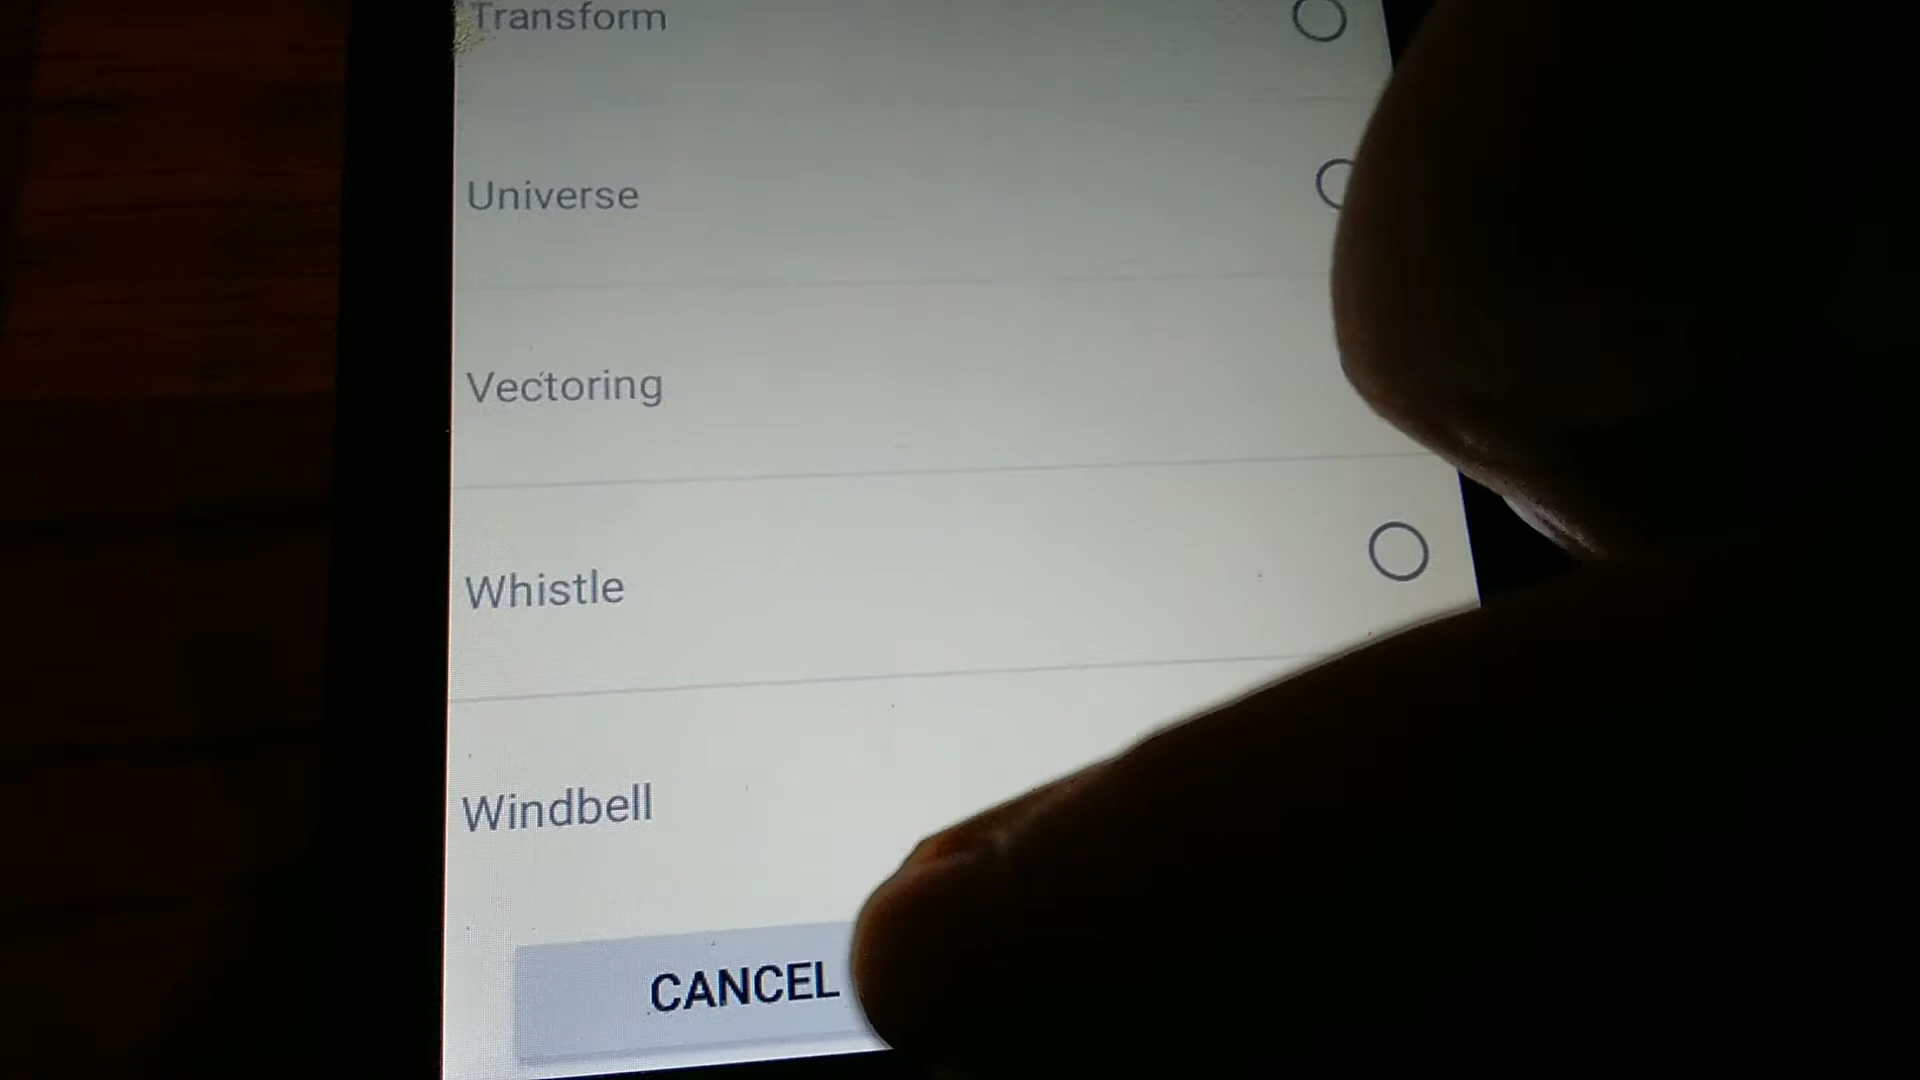 Transform
Universe
Vectoring
Whistle
Windbell
CANCEL